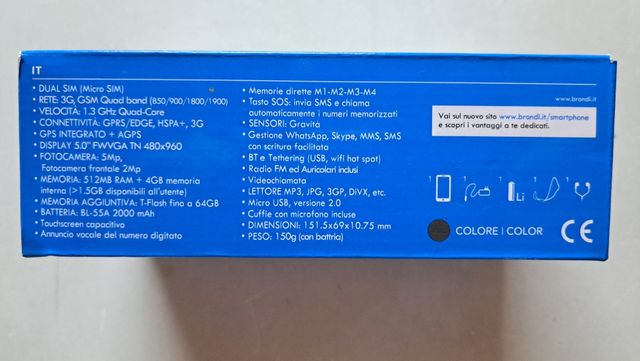 IT
• DUAL SIM (Micro SIM)
• RETE: 3G, GSM Quad band (850/900/1800/1900)
• VELOCITÀ: 1.3 GHz Quad-Core
• CONNETTIVITÀ: GPRS/EDGE, HSPA+, 3G
• GPS INTEGRATO + AGPS
• DISPLAY 5.0" FWVGA TN 480x960
• FOTOCAMERA: 5Mp,
Fotocamera frontale 2Mp
• MEMORIA: 512MB RAM + 4GB memoria
interna (>1.5GB disponibili all'utente)
• MEMORIA AGGIUNTIVA: T-Flash fino a 64GB
• BATTERIA: BL-55A 2000 mAh
• Touchscreen capacitivo
• Annuncio vocale del numero digitato
• Memorie dirette M1-M2-M3-M4
• Tasto SOS: invia SMS e chiama
automaticamente i numeri memorizzati
• SENSORI: Gravità
• Gestione WhatsApp, Skype, MMS, SMS
con scrittura facilitata
• BT e Tethering (USB, wifi hot spot)
• Radio FM ed Auricolari inclusi
• Videochiamata
• LETTORE MP3, JPG, 3GP, DiVX, etc.
• Micro USB, versione 2.0
• Cuffie con microfono incluse
• DIMENSIONI: 151.5x69x10.75 mm
• PESO: 150g (con battria)
www.brondi.it
Vai sul nuovo sito www.brondi.it/smartphone
e scopri i vantaggi a te dedicati.
1 1 1 1 1
Li
COLORE | COLOR
CE